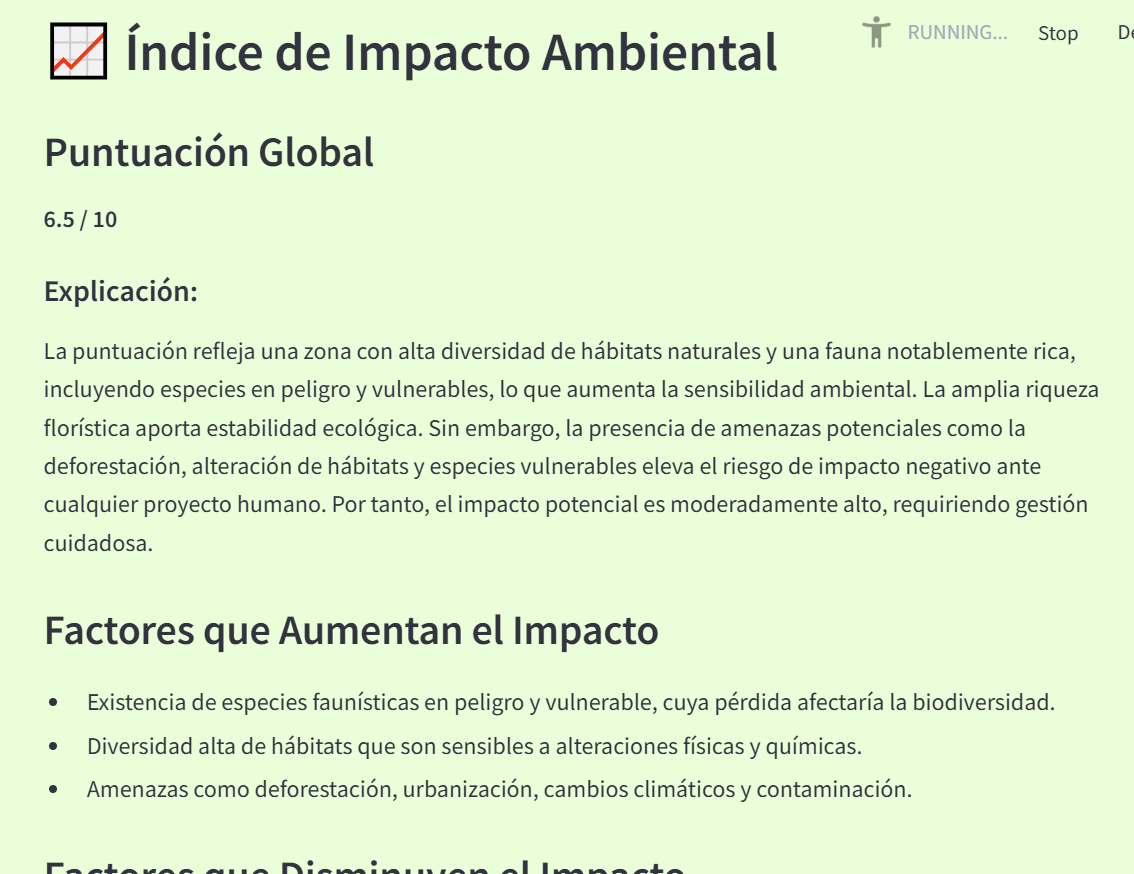 Índice de Impacto Ambiental
RUNNING...
Stop
Puntuación Global
6.5 / 10
Explicación:
La puntuación refleja una zona con alta diversidad de hábitats naturales y una fauna notablemente rica,
incluyendo especies en peligro y vulnerables, lo que aumenta la sensibilidad ambiental. La amplia riqueza
florística aporta estabilidad ecológica. Sin embargo, la presencia de amenazas potenciales como la
deforestación, alteración de hábitats y especies vulnerables eleva el riesgo de impacto negativo ante
cualquier proyecto humano. Por tanto, el impacto potencial es moderadamente alto, requiriendo gestión
cuidadosa.
Factores que Aumentan el Impacto
Existencia de especies faunísticas en peligro y vulnerable, cuya pérdida afectaría la biodiversidad.
Diversidad alta de hábitats que son sensibles a alteraciones físicas y químicas.
Amenazas como deforestación, urbanización, cambios climáticos y contaminación.
Factores que Disminuyen el Impacto